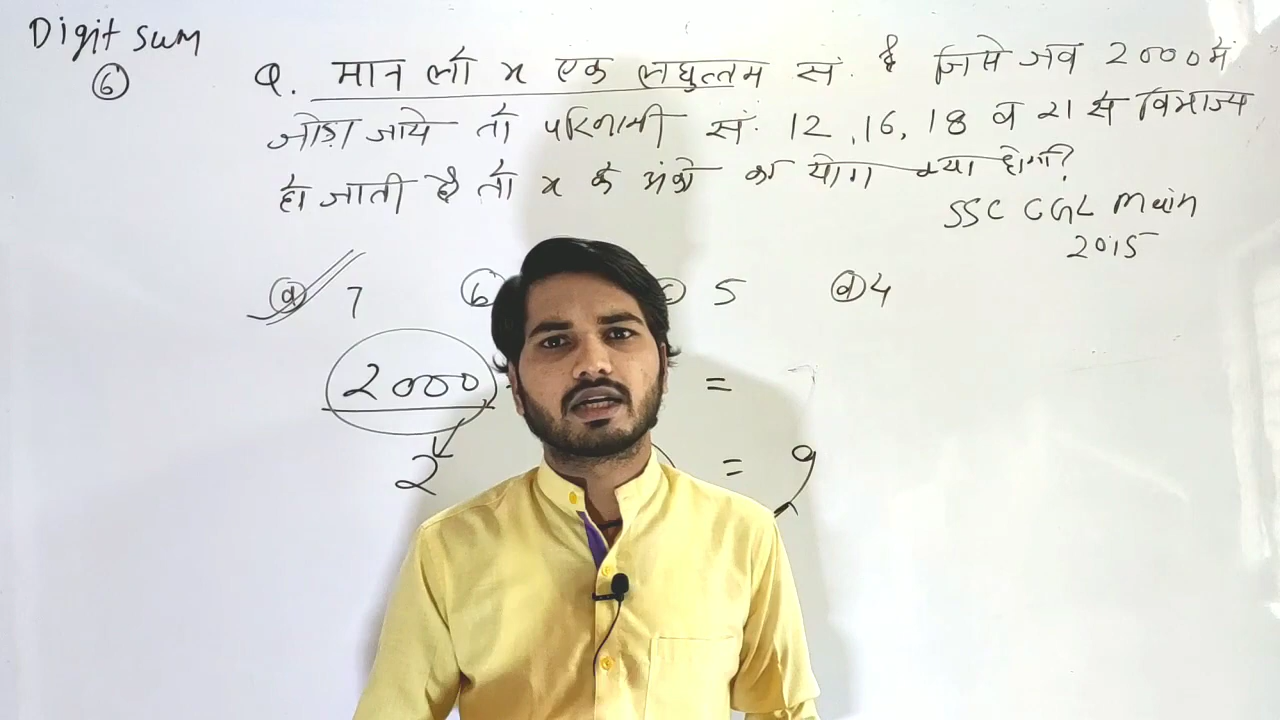 Digit sum
⑥
Q. मान लो x एक लघुत्तम सं. है जिसे जब 2000 में
जोड़ा जाये तो परिणामी सं. 12, 16, 18 व 21 से विभाज्य
हो जाती है तो x के अंको का योग क्या होगा?
SSC CGL Main
2015
ⓐ 7 ⓑ ⓒ 5 ⓓ 4
2000 = 7
2 = 9